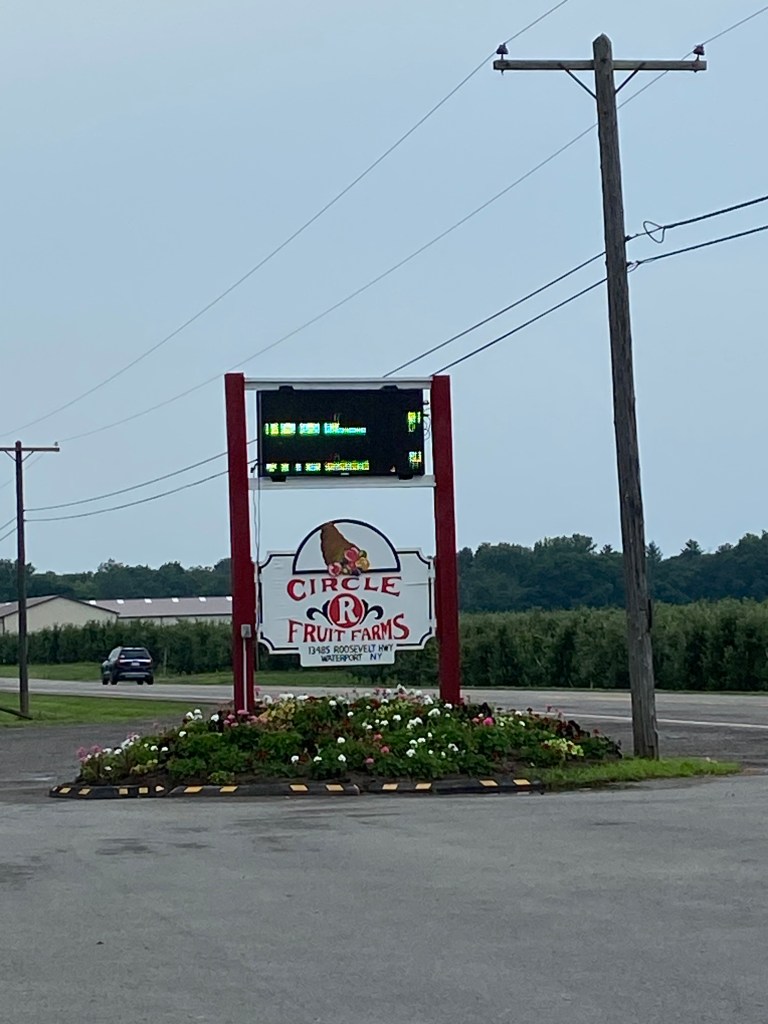 CIRCLE
R
FRUIT FARMS
13485 ROOSEVELT HWY
WATERPORT NY